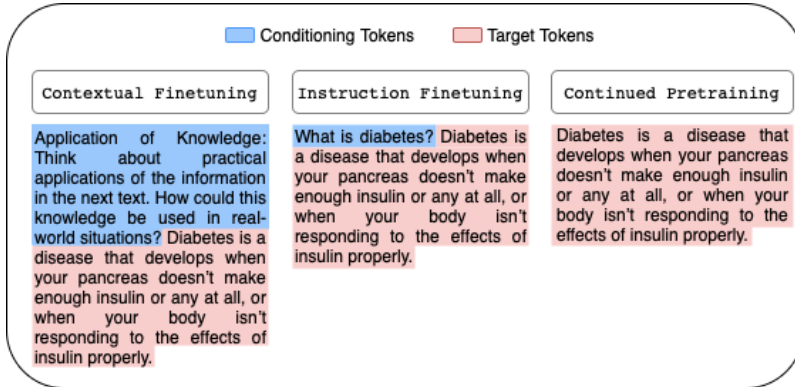 Conditioning Tokens
Target Tokens
Contextual Finetuning
Application of Knowledge:
Think about practical
applications of the information
in the next text. How could this
knowledge be used in real-
world situations? Diabetes is a
disease that develops when
your pancreas doesn't make
enough insulin or any at all, or
when your body isn't
responding to the effects of
insulin properly.
Instruction Finetuning
What is diabetes? Diabetes is
a disease that develops when
your pancreas doesn't make
enough insulin or any at all, or
when your body isn't
responding to the effects of
insulin properly.
Continued Pretraining
Diabetes is a disease that
develops when your pancreas
doesn't make enough insulin
or any at all, or when your
body isn't responding to the
effects of insulin properly.